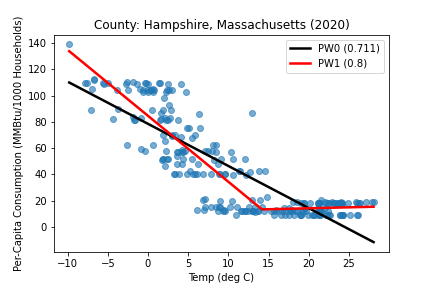 County: Hampshire, Massachusetts (2020)
Per-Capita Consumption (MMBtu/1000 Households)
140
120
100
80
60
40
20
0
PW0 (0.711)
PW1 (0.8)
−10 −5 0 5 10 15 20 25
Temp (deg C)